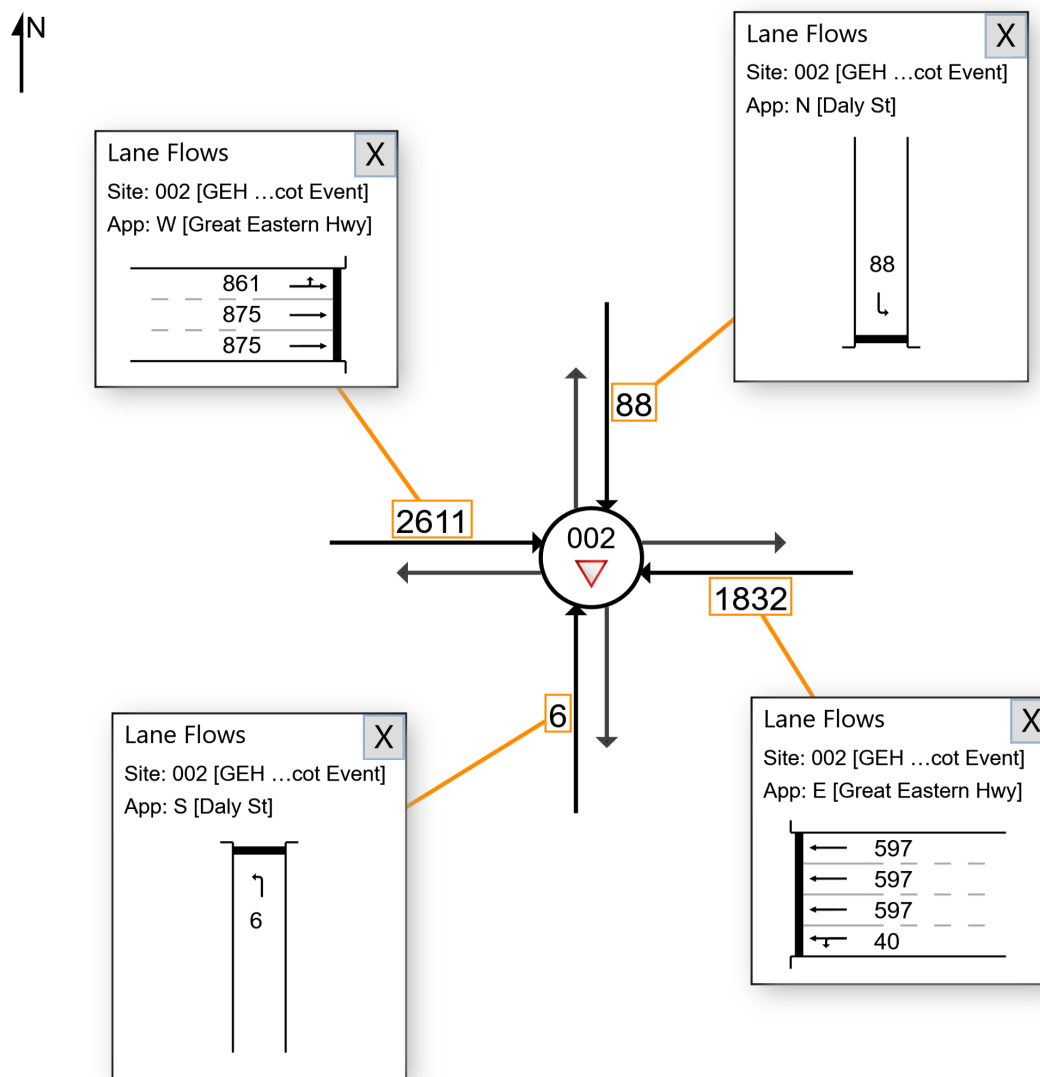 N
Lane Flows
X
Site: 002 [GEH ...cot Event]
App: N [Daly St]
88
Lane Flows
X
Site: 002 [GEH ...cot Event]
App: W [Great Eastern Hwy]
861
875
875
88
2611
002
1832
6
Lane Flows
X
Site: 002 [GEH ...cot Event]
App: S [Daly St]
6
Lane Flows
X
Site: 002 [GEH ...cot Event]
App: E [Great Eastern Hwy]
597
597
597
40